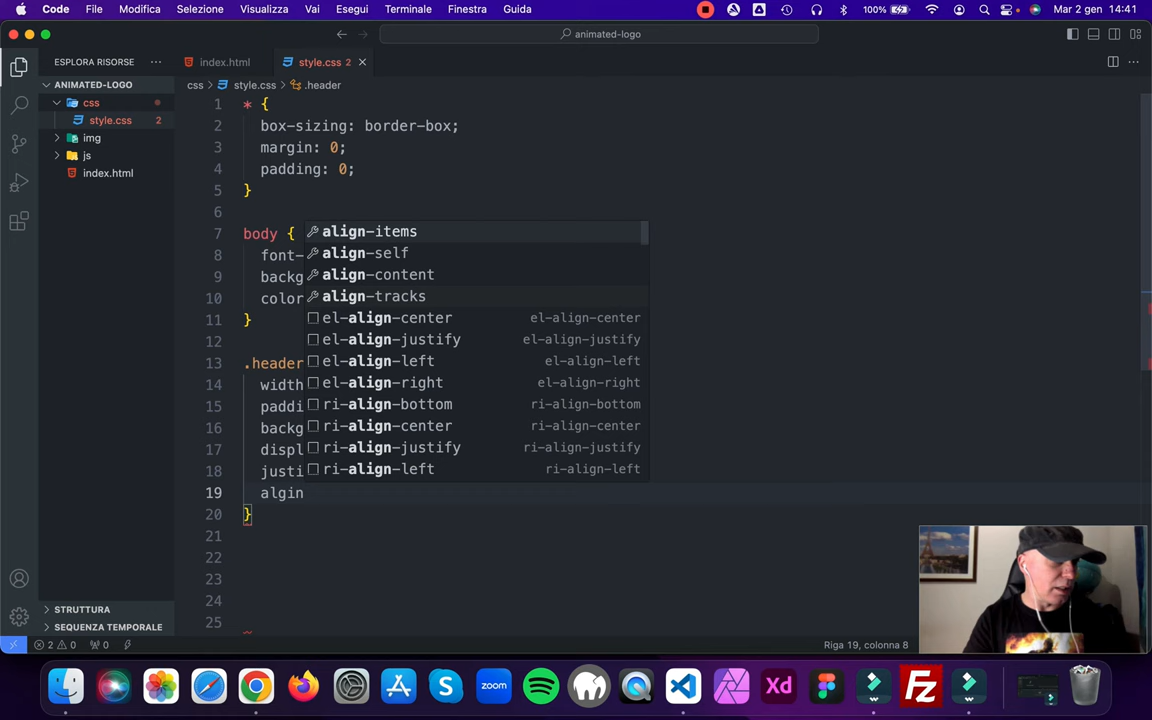 Code File Modifica Selezione Visualizza Vai Esegui Terminale Finestra Guida 100% Mar 2 gen 14:41
animated-logo
ESPLORA RISORSE
index.html
style.css 2
css > style.css > .header
ANIMATED-LOGO
css
style.css 2
img
js
index.html
STRUTTURA
SEQUENZA TEMPORALE
1 * {
2 box-sizing: border-box;
3 margin: 0;
4 padding: 0;
5 }
6
7 body {
8 font-
9 backg
10 color
11 }
12
13 .header
14 width
15 paddi
16 backg
17 displ
18 justi
19 algin
20 }
21
22
23
24
25
align-items
align-self
align-content
align-tracks
el-align-center el-align-center
el-align-justify el-align-justify
el-align-left el-align-left
el-align-right el-align-right
ri-align-bottom ri-align-bottom
ri-align-center ri-align-center
ri-align-justify ri-align-justify
ri-align-left ri-align-left
2 0 0
Riga 19, colonna 8
zoom
Xd
Fz